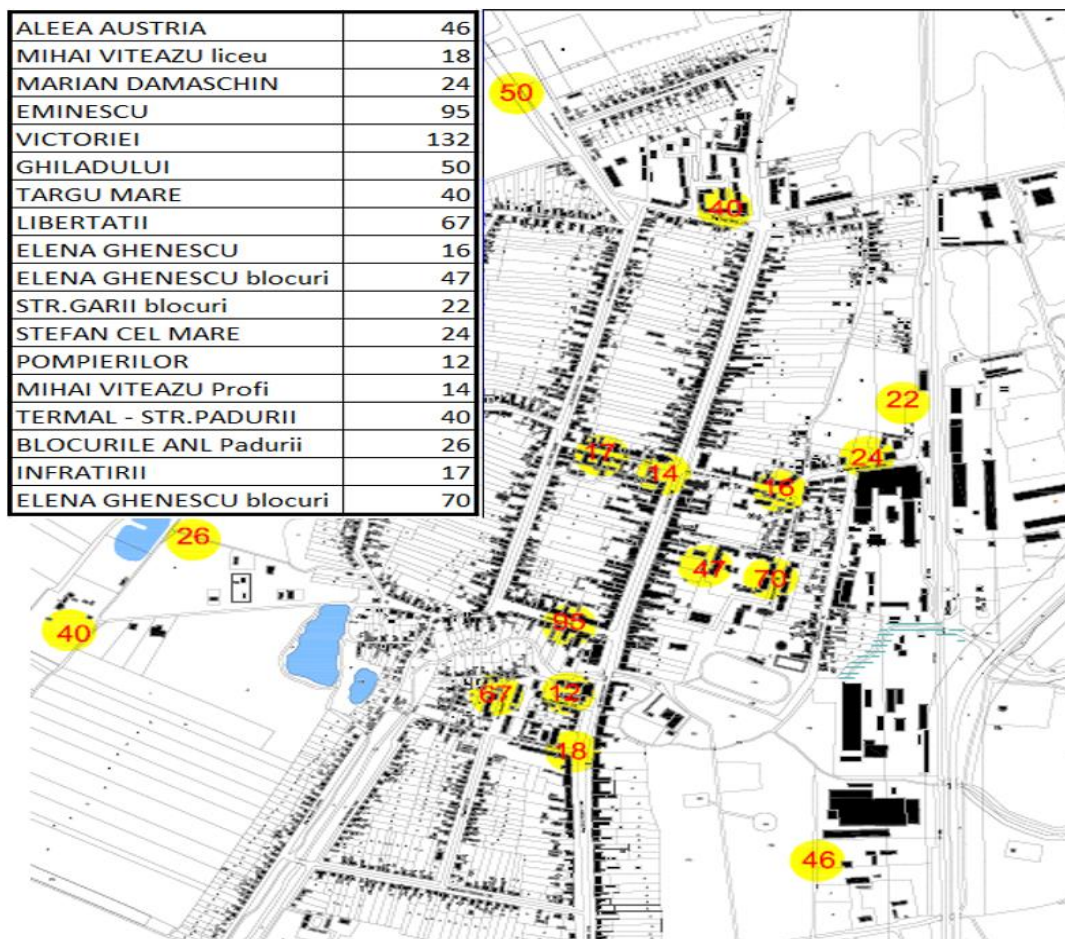 ALEEA AUSTRIA 46
MIHAI VITEAZU liceu 18
MARIAN DAMASCHIN 24
EMINESCU 95
VICTORIEI 132
GHILADULUI 50
TARGU MARE 40
LIBERTATII 67
ELENA GHENESCU 16
ELENA GHENESCU blocuri 47
STR.GARII blocuri 22
STEFAN CEL MARE 24
POMPIERILOR 12
MIHAI VITEAZU Profi 14
TERMAL - STR.PADURII 40
BLOCURILE ANL Padurii 26
INFRATIRII 17
ELENA GHENESCU blocuri 70
50
40
22
17
14
24
16
26
47
70
40
95
67
12
18
46